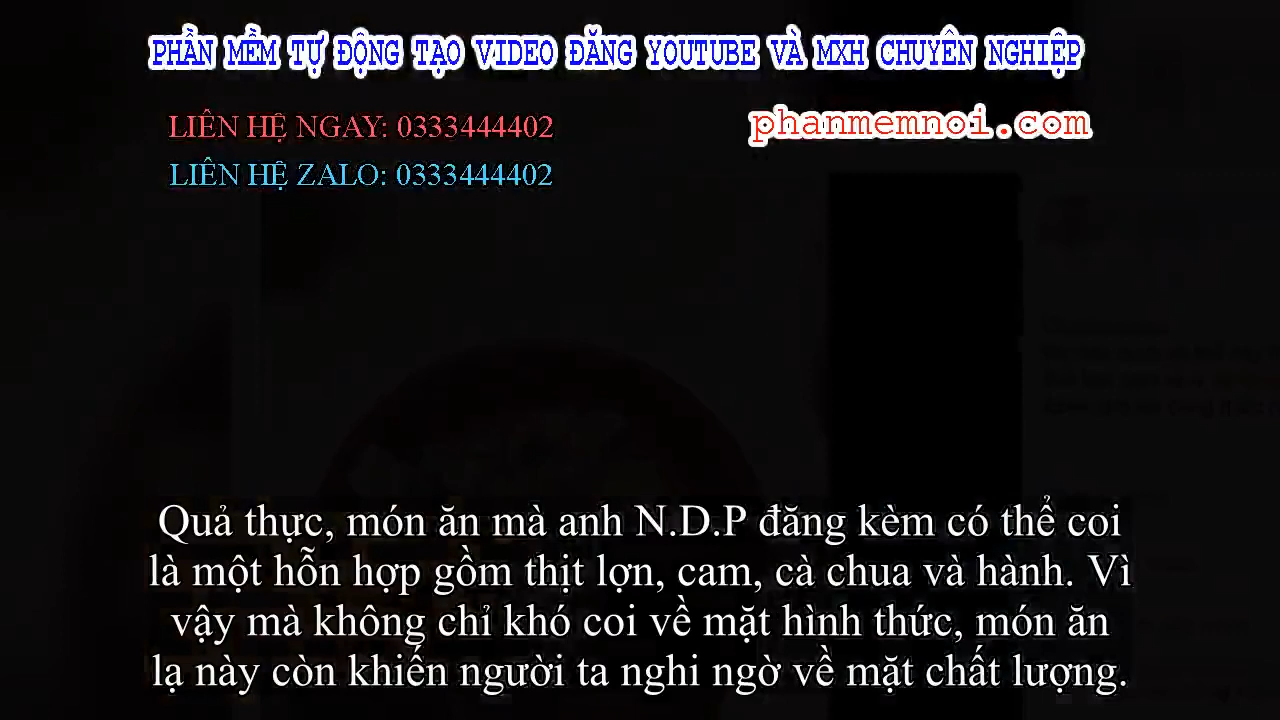 PHẦN MỀM TỰ ĐỘNG TẠO VIDEO ĐĂNG YOUTUBE VÀ MXH CHUYÊN NGHIỆP
LIÊN HỆ NGAY: 0333444402
phanmemnoi.com
LIÊN HỆ ZALO: 0333444402
Quả thực, món ăn mà anh N.D.P đăng kèm có thể coi
là một hỗn hợp gồm thịt lợn, cam, cà chua và hành. Vì
vậy mà không chỉ khó coi về mặt hình thức, món ăn
lạ này còn khiến người ta nghi ngờ về mặt chất lượng.